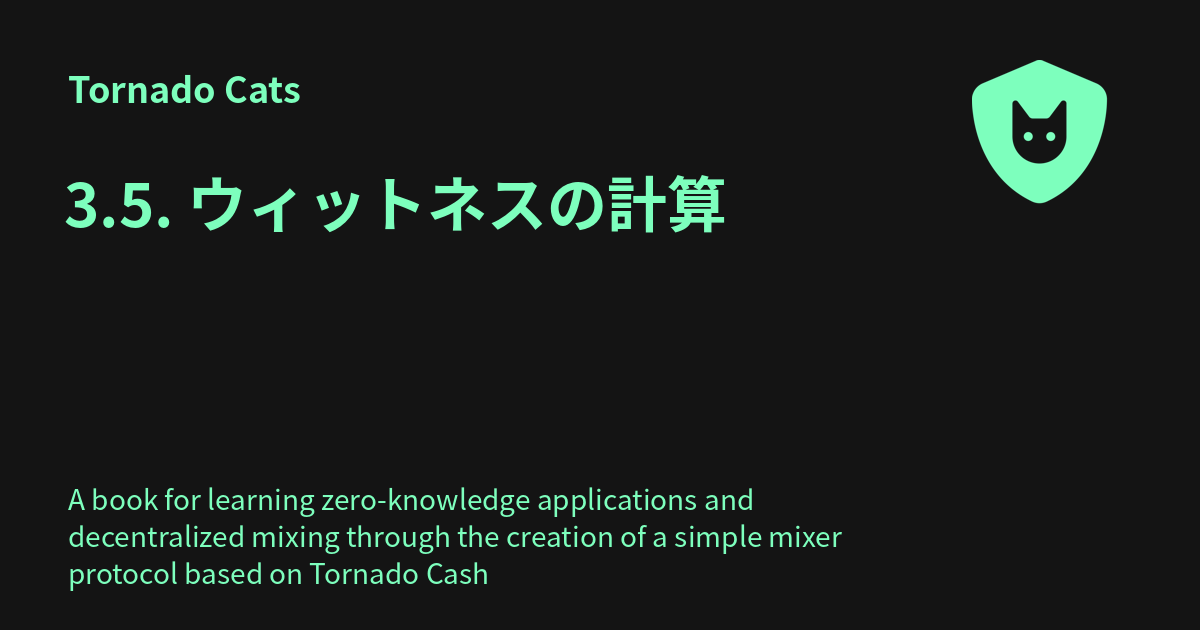 Tornado Cats
3.5. ウィットネスの計算
A book for learning zero-knowledge applications and
decentralized mixing through the creation of a simple mixer
protocol based on Tornado Cash